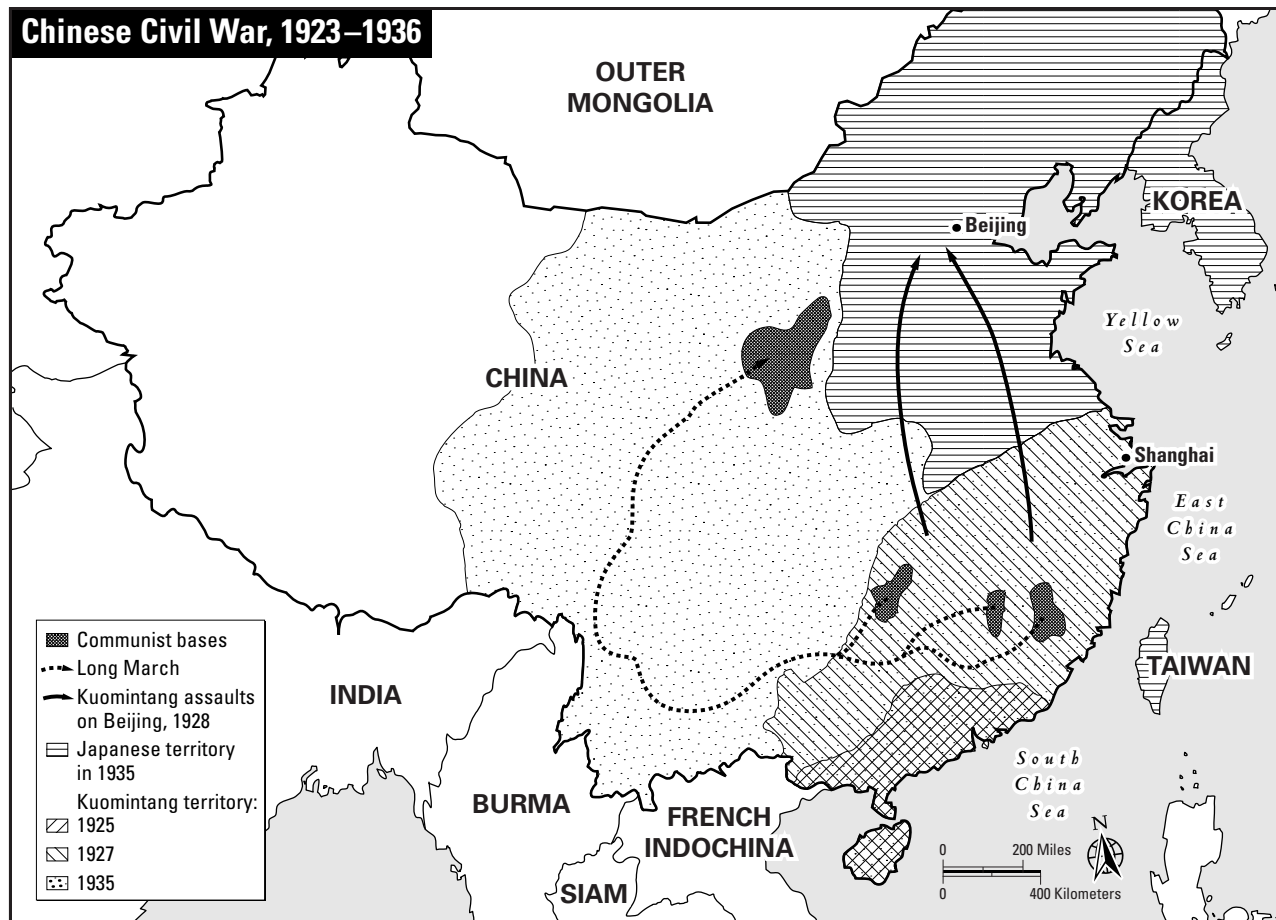 Chinese Civil War, 1923–1936
OUTER
MONGOLIA
KOREA
Beijing
Yellow
Sea
CHINA
Shanghai
East
China
Sea
TAIWAN
INDIA
BURMA
FRENCH
INDOCHINA
SIAM
South
China
Sea
Communist bases
Long March
Kuomintang assaults
on Beijing, 1928
Japanese territory
in 1935
Kuomintang territory:
1925
1927
1935
N
0 200 Miles
0 400 Kilometers